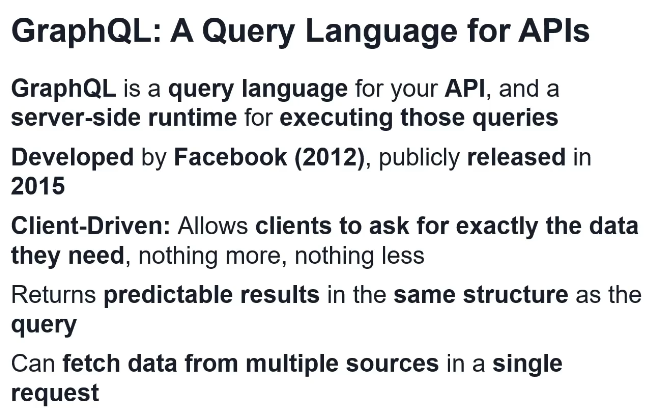 GraphQL: A Query Language for APIs
GraphQL is a query language for your API, and a
server-side runtime for executing those queries
Developed by Facebook (2012), publicly released in
2015
Client-Driven: Allows clients to ask for exactly the data
they need, nothing more, nothing less
Returns predictable results in the same structure as the
query
Can fetch data from multiple sources in a single
request